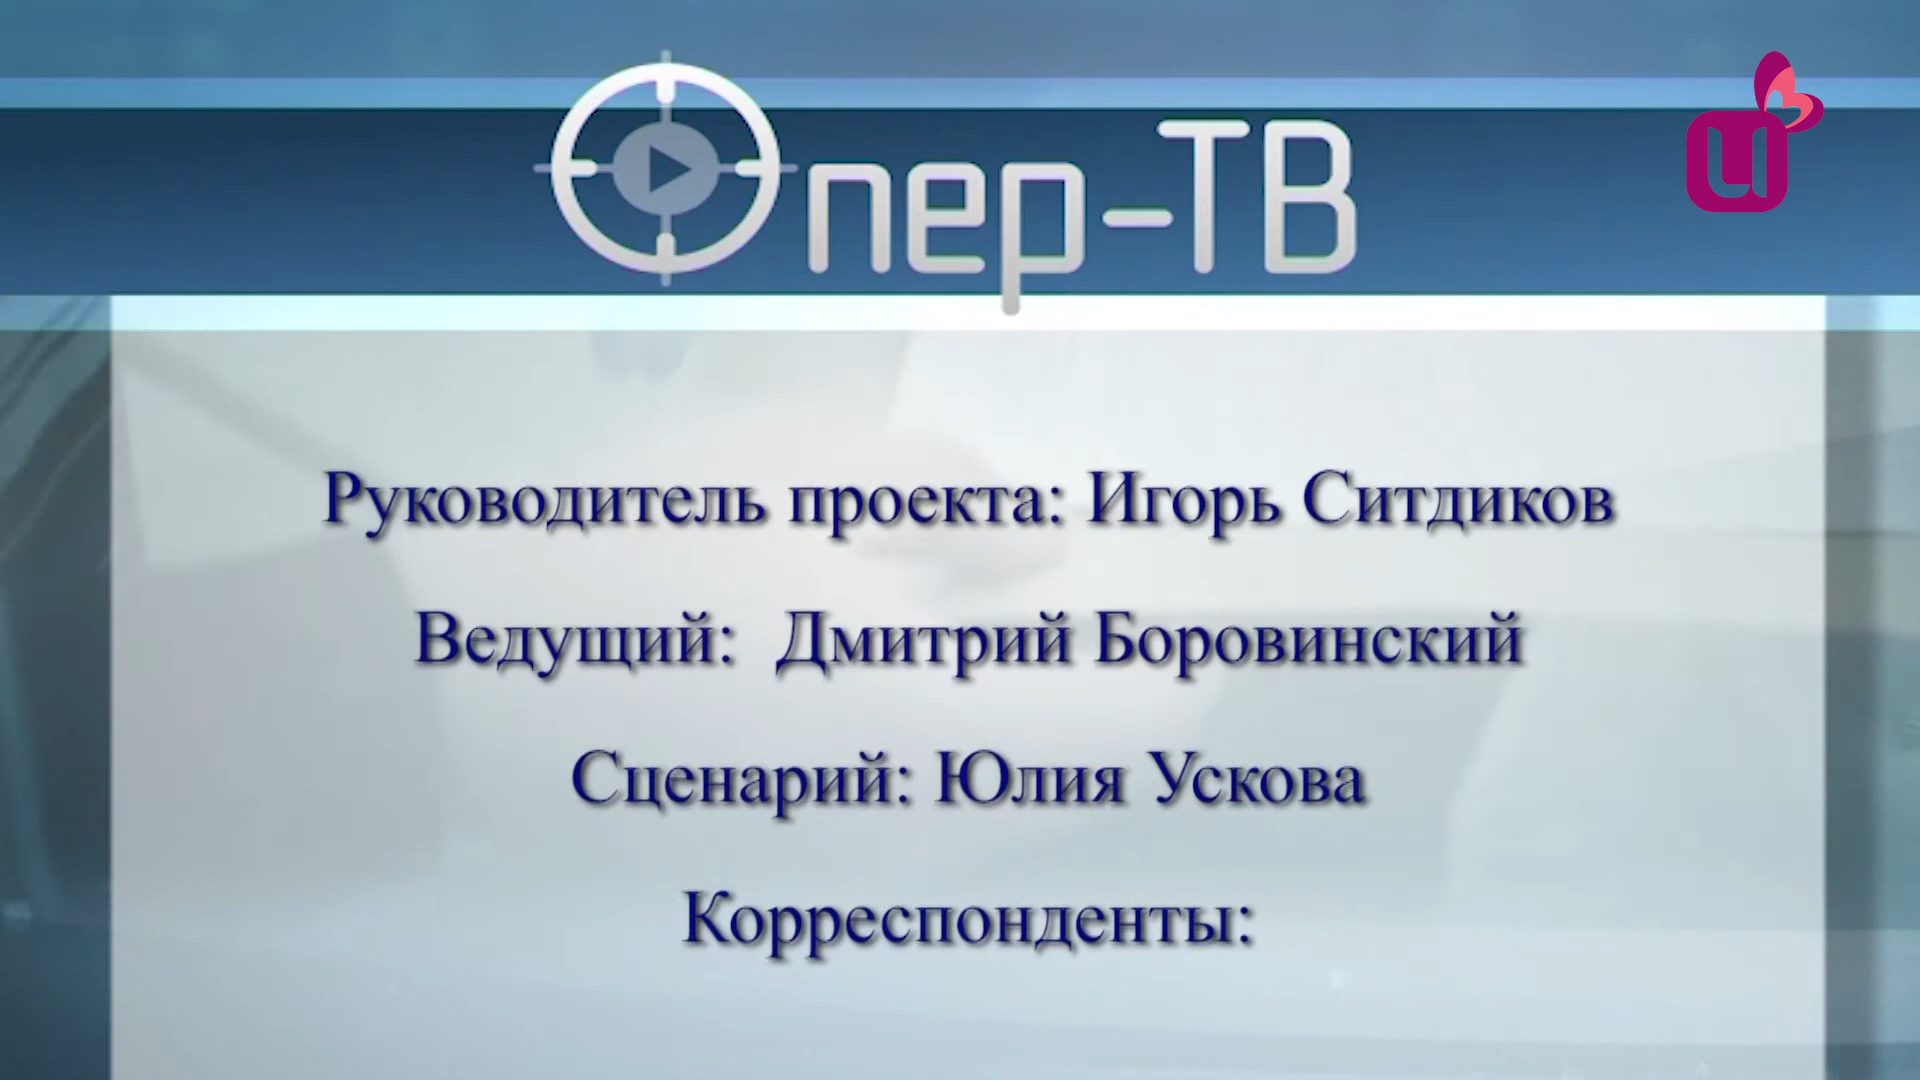 Опер-ТВ
Руководитель проекта: Игорь Ситдиков
Ведущий: Дмитрий Боровинский
Сценарий: Юлия Ускова
Корреспонденты: